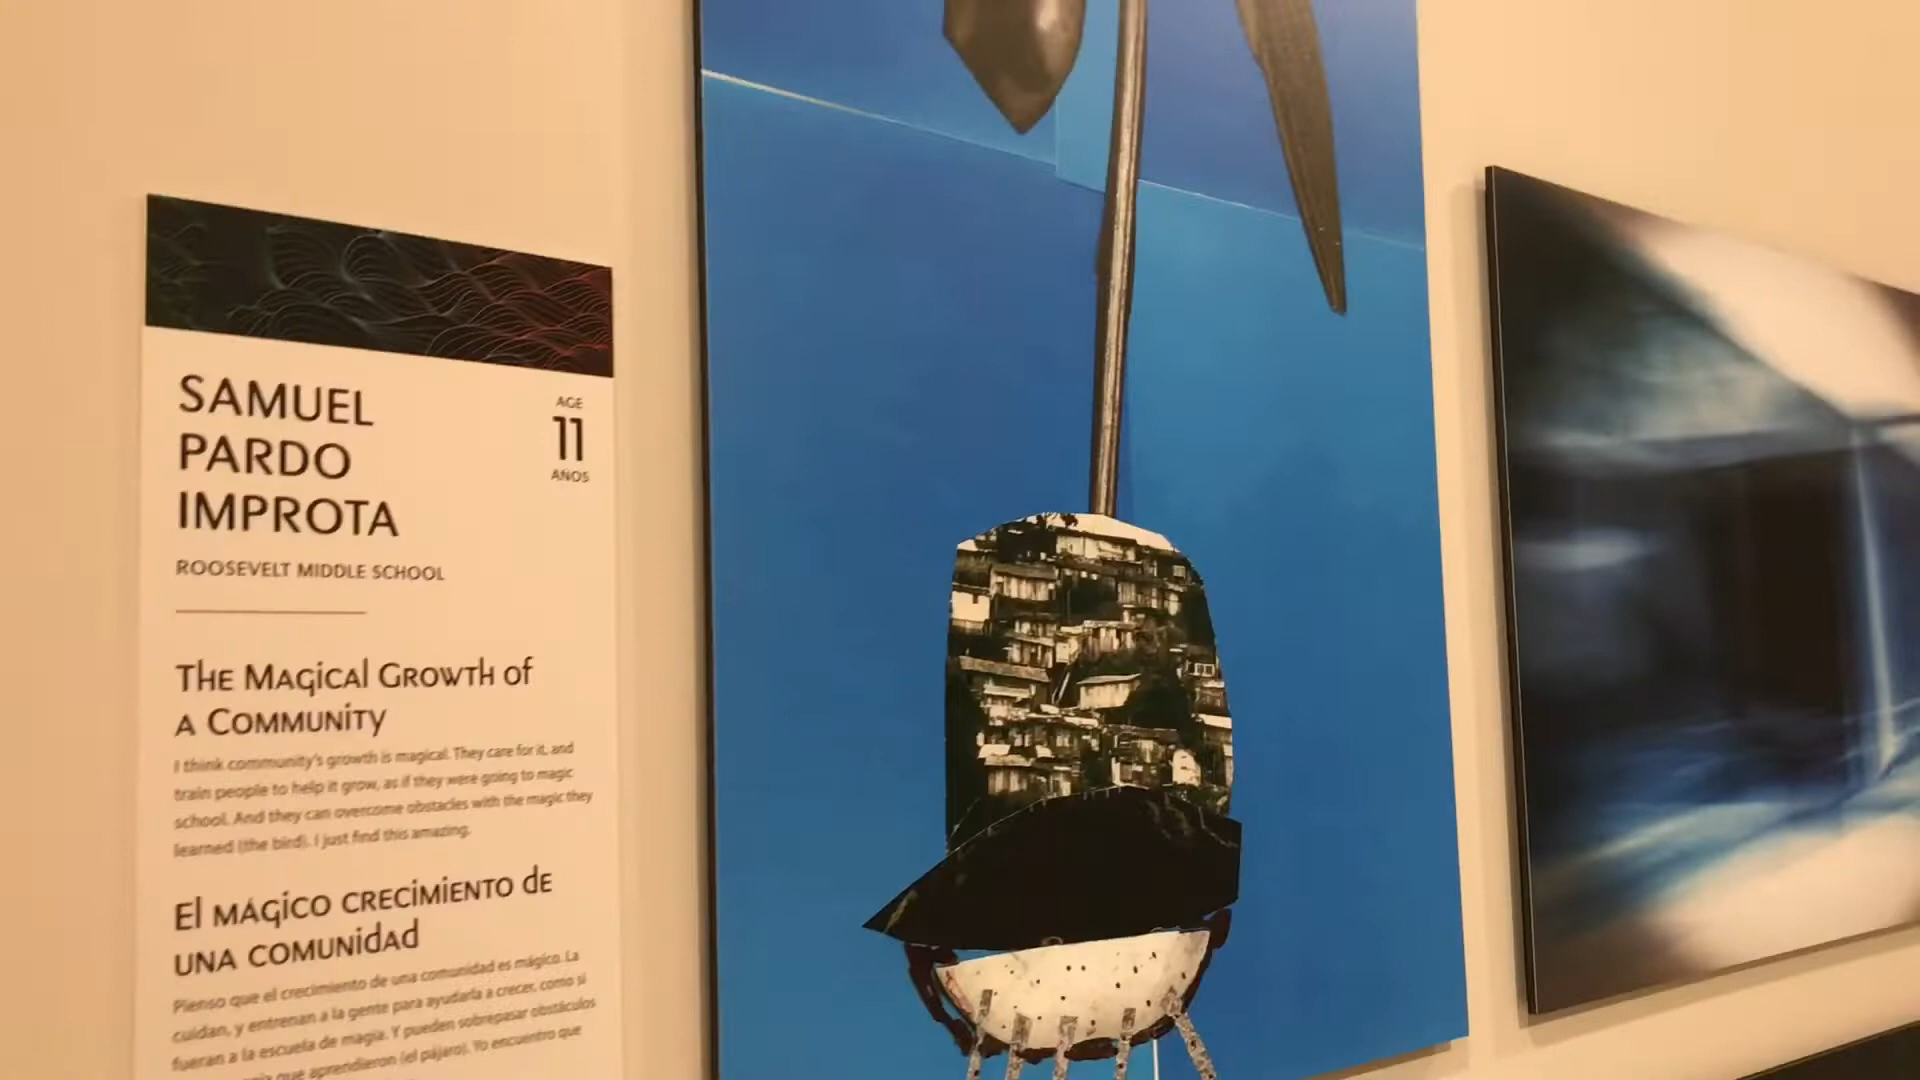 SAMUEL
PARDO
IMPROTA
AGE
11
AÑOS
ROOSEVELT MIDDLE SCHOOL
The Magical Growth of
a Community
I think community's growth is magical. They care for it, and
train people to help it grow, as if they were going to magic
school. And they can overcome obstacles with the magic they
learned (the bird). I just find this amazing.
El mágico crecimiento de
una comunidad
Pienso que el crecimiento de una comunidad es mágico. La
cuidan, y entrenan a la gente para ayudarla a crecer, como si
fueran a la escuela de magia. Y pueden sobrepasar obstáculos
que aprendieron (el pájaro). Yo encuentro que